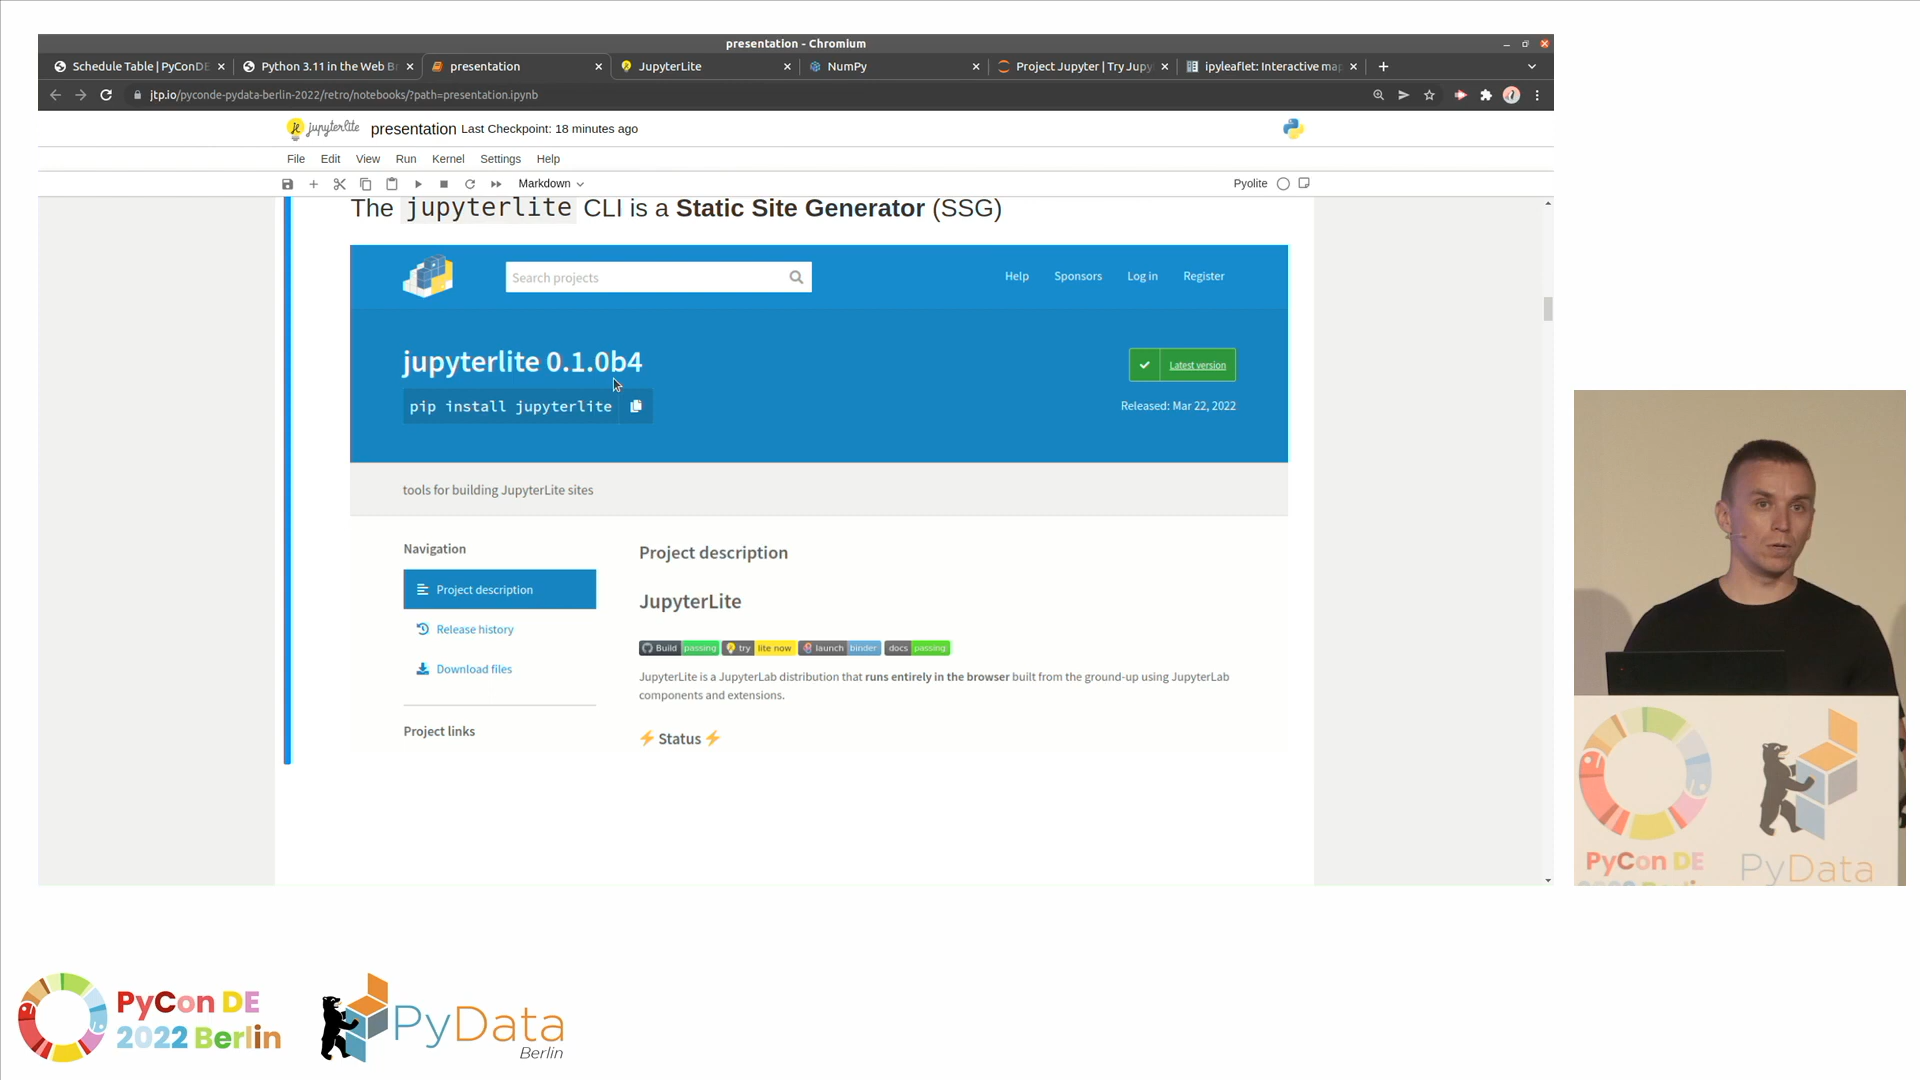 presentation - Chromium
Schedule Table | PyConDE
Python 3.11 in the Web B
presentation
JupyterLite
NumPy
Project Jupyter | Try Jupy
ipyleaflet: Interactive map
jtp.io/pyconde-pydata-berlin-2022/retro/notebooks/?path=presentation.ipynb
jupyterlite
presentation Last Checkpoint: 18 minutes ago
File Edit View Run Kernel Settings Help
Markdown
Pyolite
The jupyterlite CLI is a Static Site Generator (SSG)
Search projects
Help Sponsors Log in Register
jupyterlite 0.1.0b4
Latest version
pip install jupyterlite
Released: Mar 22, 2022
tools for building JupyterLite sites
Navigation
Project description
Release history
Download files
Project links
Project description
JupyterLite
Build passing try lite now launch binder docs passing
JupyterLite is a JupyterLab distribution that runs entirely in the browser built from the ground-up using JupyterLab
components and extensions.
⚡ Status ⚡
PyCon DE
PyData
PyCon DE
2022 Berlin
PyData
Berlin